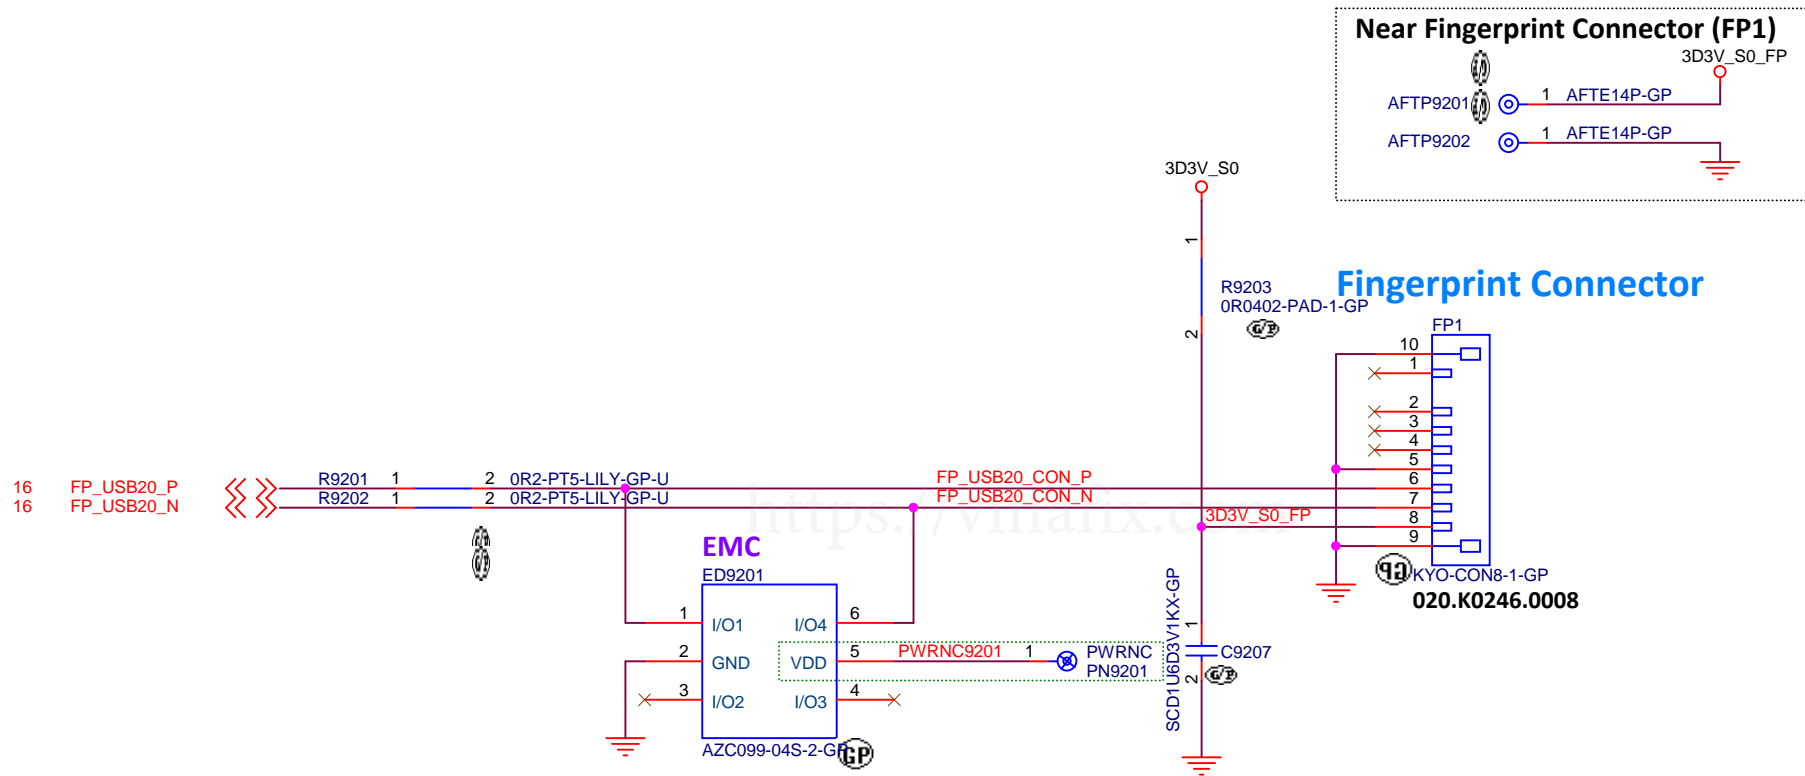 Near Fingerprint Connector (FP1)
3D3V_S0_FP
AFTP9201 1 AFTE14P-GP
AFTP9202 1 AFTE14P-GP
3D3V_S0
1
R9203
0R0402-PAD-1-GP
G/P
2
Fingerprint Connector
FP1
10
1
2
3
4
5
6
7
8
9
16 FP_USB20_P R9201 1 2 0R2-PT5-LILY-GP-U FP_USB20_CON_P
16 FP_USB20_N R9202 1 2 0R2-PT5-LILY-GP-U FP_USB20_CON_N
3D3V_S0_FP
GP
KYO-CON8-1-GP
020.K0246.0008
EMC
ED9201
1 I/O1 I/O4 6
2 GND VDD 5 PWRNC9201 1 PWRNC
PN9201
3 I/O2 I/O3 4
AZC099-04S-2-GP
GP
SCD1U6D3V1KX-GP
1
C9207
2
G/P